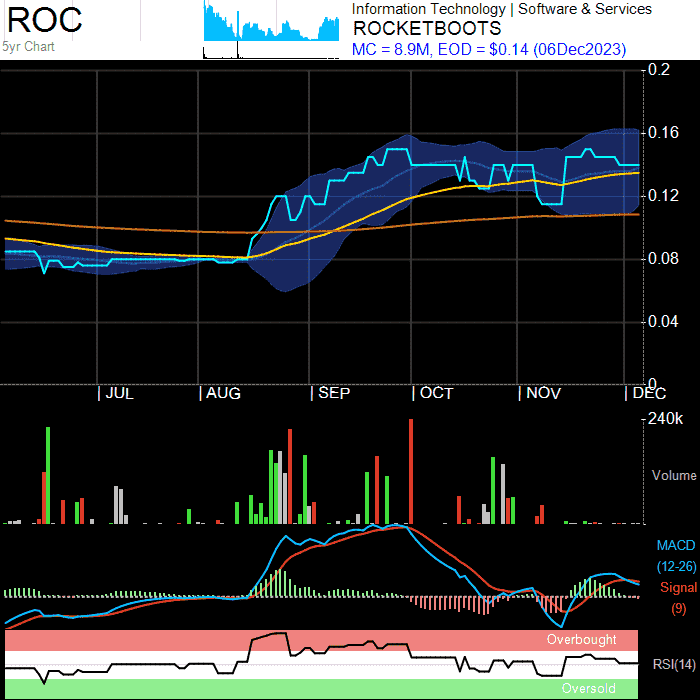 ROC
5yr Chart
Information Technology | Software & Services
ROCKETBOOTS
MC = 8.9M, EOD = $0.14 (06Dec2023)
0.2
0.16
0.12
0.08
0.04
0
JUL AUG SEP OCT NOV DEC
240k
Volume
MACD
(12-26)
Signal
(9)
Overbought
RSI(14)
Oversold